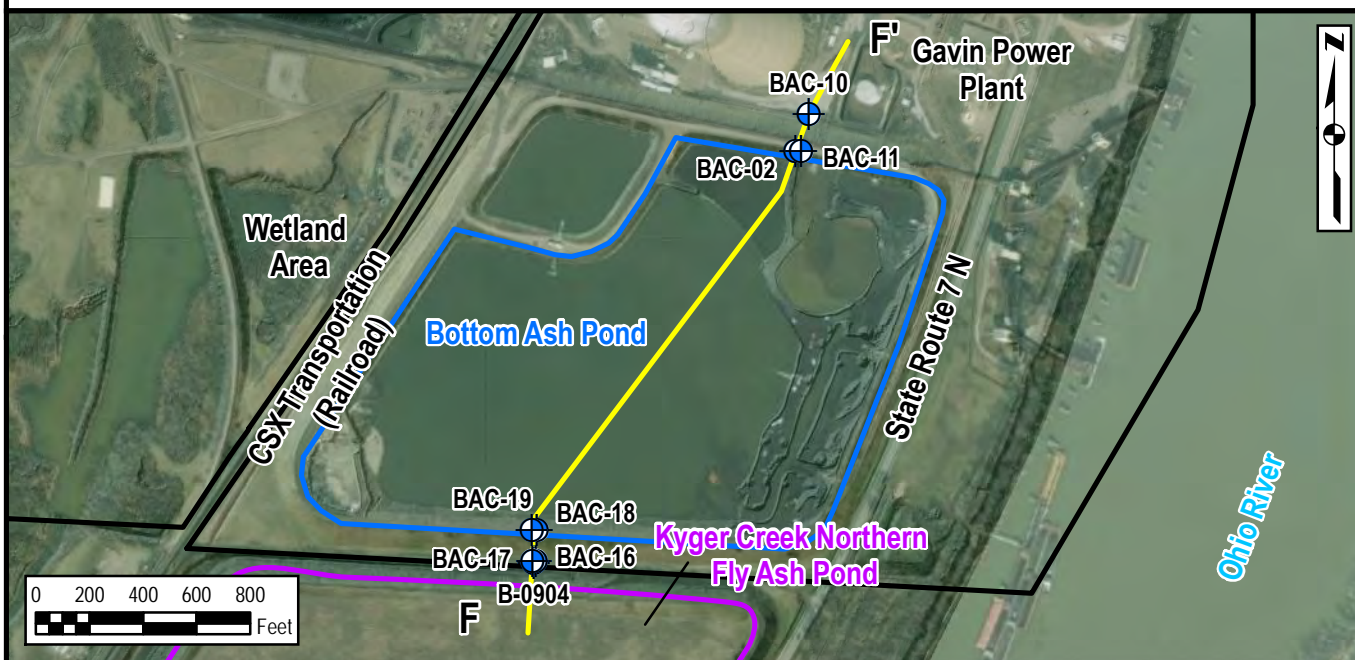 F'
Gavin Power
Plant
BAC-10
BAC-02
BAC-11
Z
Wetland
Area
CSX Transportation
(Railroad)
Bottom Ash Pond
State Route 7 N
BAC-19
BAC-18
Kyger Creek Northern
Fly Ash Pond
BAC-17
BAC-16
B-0904
F
Ohio River
0 200 400 600 800
Feet